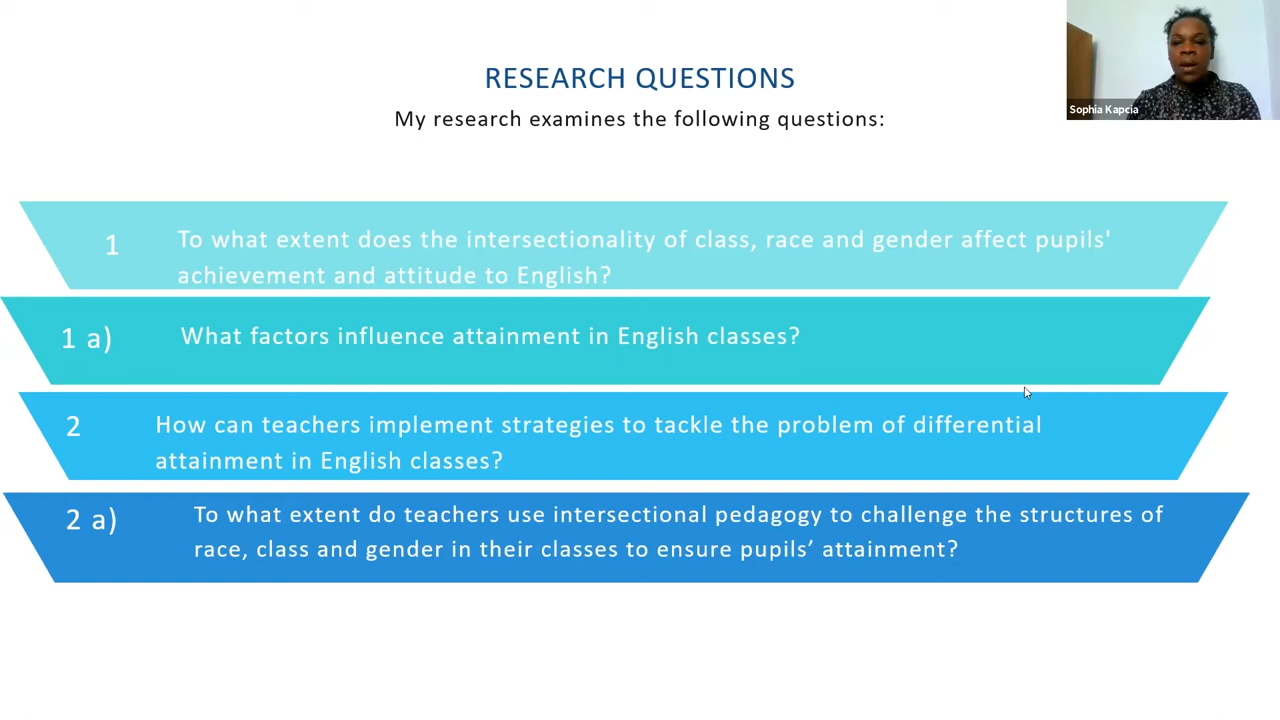 Sophia Kapcia
RESEARCH QUESTIONS
My research examines the following questions:
1
To what extent does the intersectionality of class, race and gender affect pupils'
achievement and attitude to English?
1 a)
What factors influence attainment in English classes?
2
How can teachers implement strategies to tackle the problem of differential
attainment in English classes?
2 a)
To what extent do teachers use intersectional pedagogy to challenge the structures of
race, class and gender in their classes to ensure pupils’ attainment?